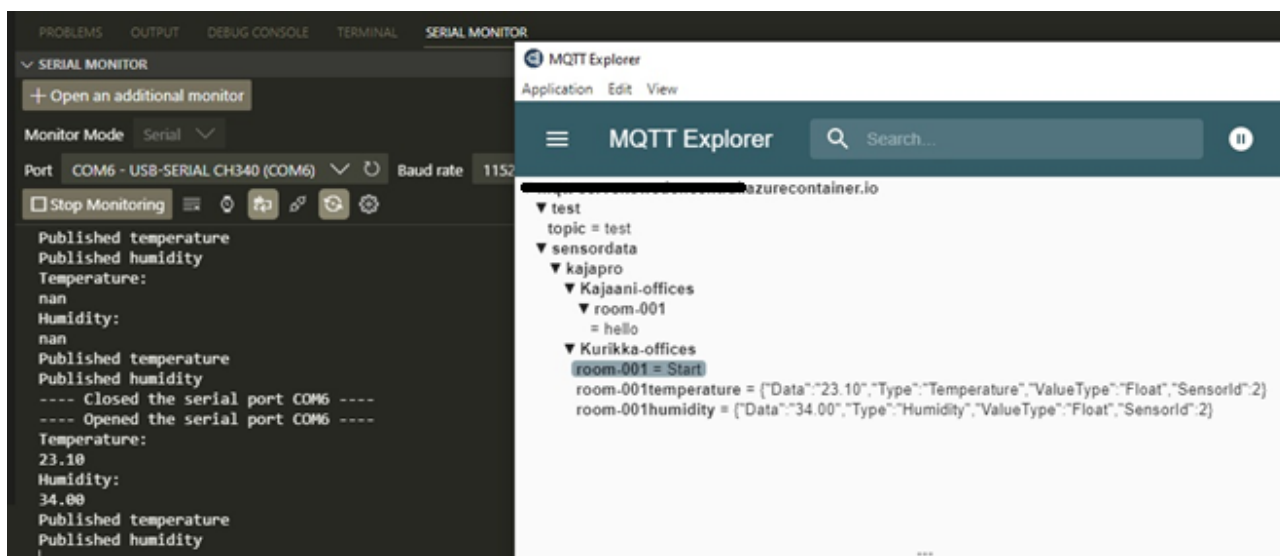 PROBLEMS OUTPUT DEBUG CONSOLE TERMINAL SERIAL MONITOR
SERIAL MONITOR
+ Open an additional monitor
Monitor Mode Serial
Port COM6 - USB-SERIAL CH340 (COM6) Baud rate 1152
Stop Monitoring
Published temperature
Published humidity
Temperature:
nan
Humidity:
nan
Published temperature
Published humidity
---- Closed the serial port COM6 ----
---- Opened the serial port COM6 ----
Temperature:
23.10
Humidity:
34.00
Published temperature
Published humidity
MQTT Explorer
Application Edit View
MQTT Explorer Search...
azurecontainer.io
▼ test
topic = test
▼ sensordata
▼ kajapro
▼ Kajaani-offices
▼ room-001
= hello
▼ Kurikka-offices
room-001 = Start
room-001temperature = {"Data":"23.10","Type":"Temperature","ValueType":"Float","SensorId":2}
room-001humidity = {"Data":"34.00","Type":"Humidity","ValueType":"Float","SensorId":2}